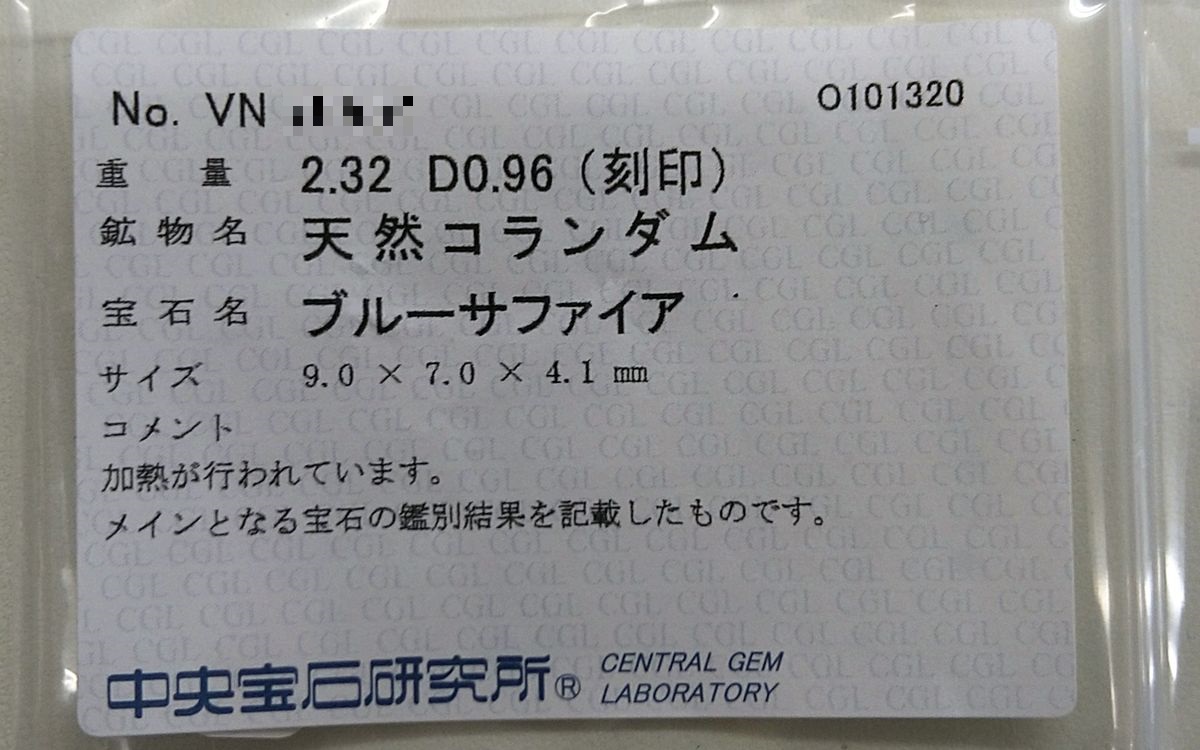 No. VN
O101320
重量 2.32 D0.96 (刻印)
鉱物名 天然コランダム
宝石名 ブルーサファイア
サイズ 9.0 × 7.0 × 4.1 mm
コメント
加熱が行われています。
メインとなる宝石の鑑別結果を記載したものです。
中央宝石研究所® CENTRAL GEM
LABORATORY